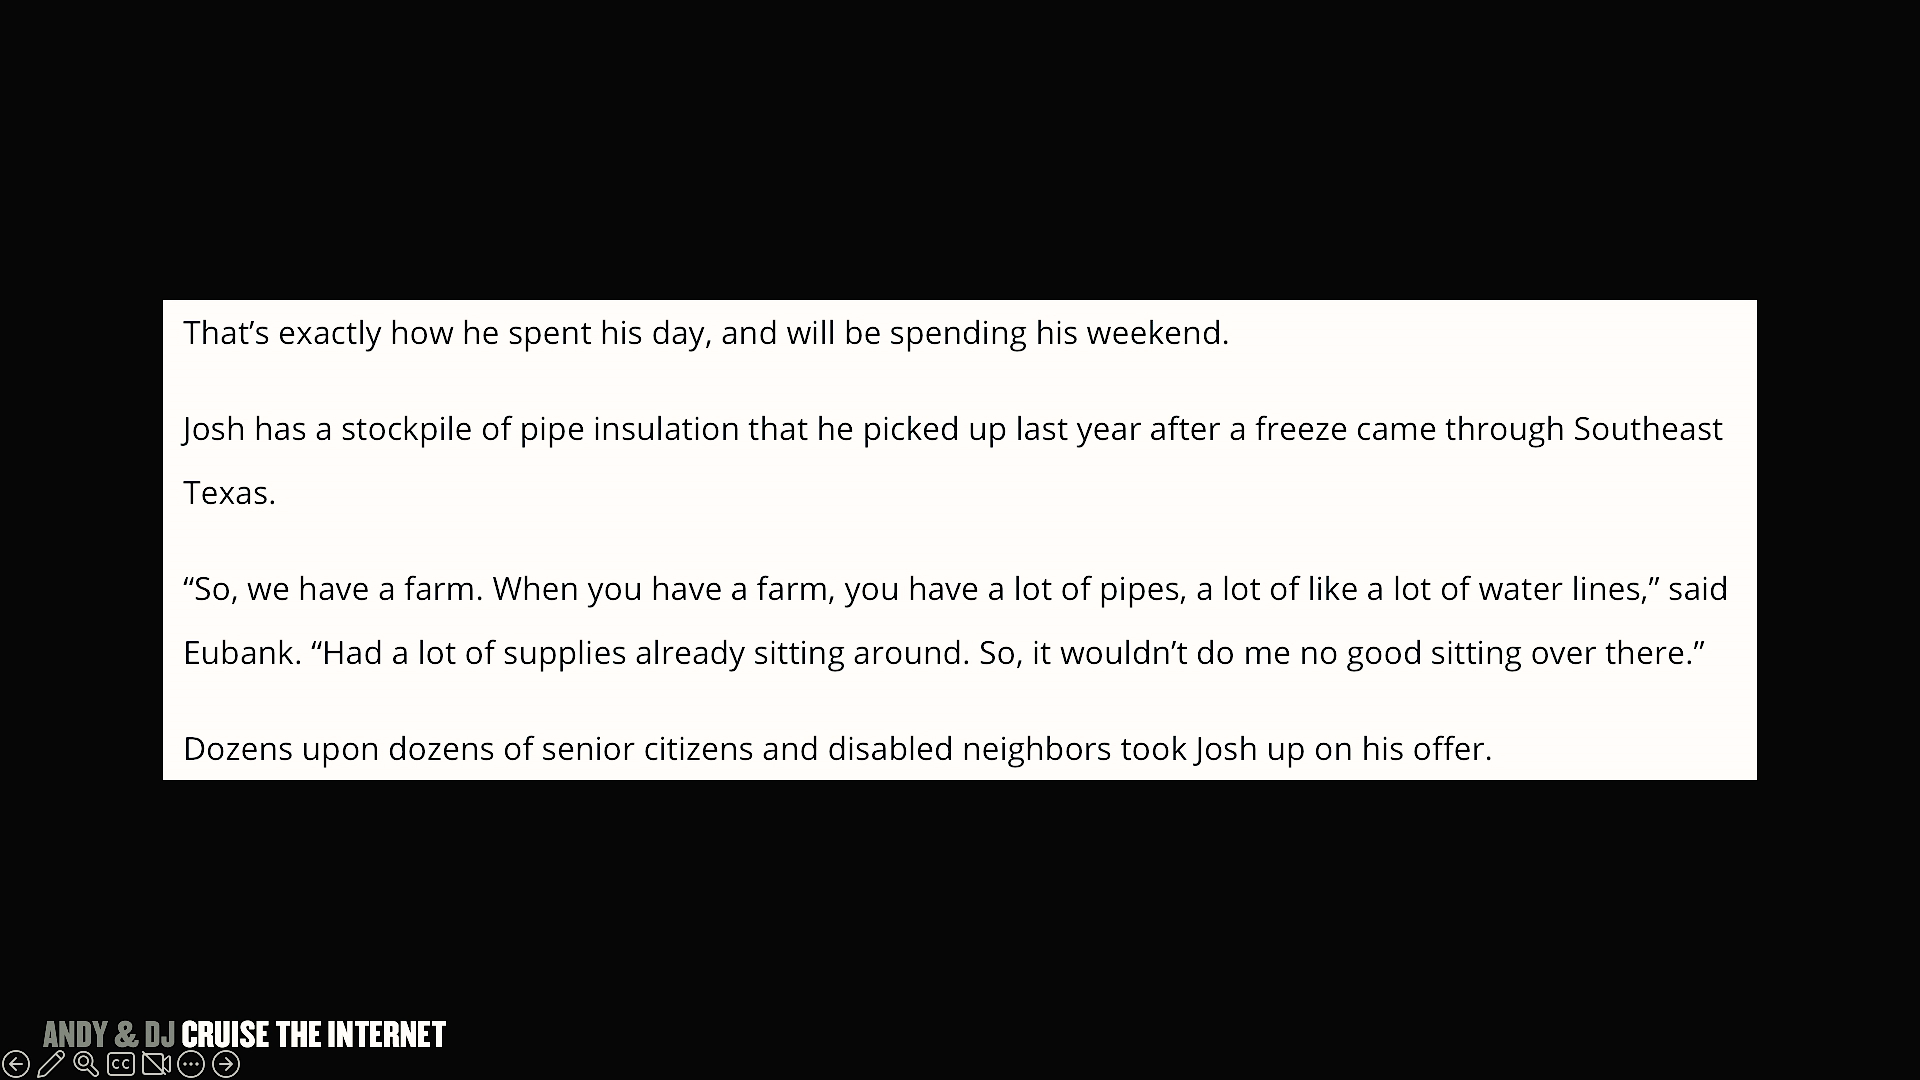 That’s exactly how he spent his day, and will be spending his weekend.
Josh has a stockpile of pipe insulation that he picked up last year after a freeze came through Southeast
Texas.
“So, we have a farm. When you have a farm, you have a lot of pipes, a lot of like a lot of water lines,” said
Eubank. “Had a lot of supplies already sitting around. So, it wouldn’t do me no good sitting over there.”
Dozens upon dozens of senior citizens and disabled neighbors took Josh up on his offer.
ANDY & DJ CRUISE THE INTERNET
CC